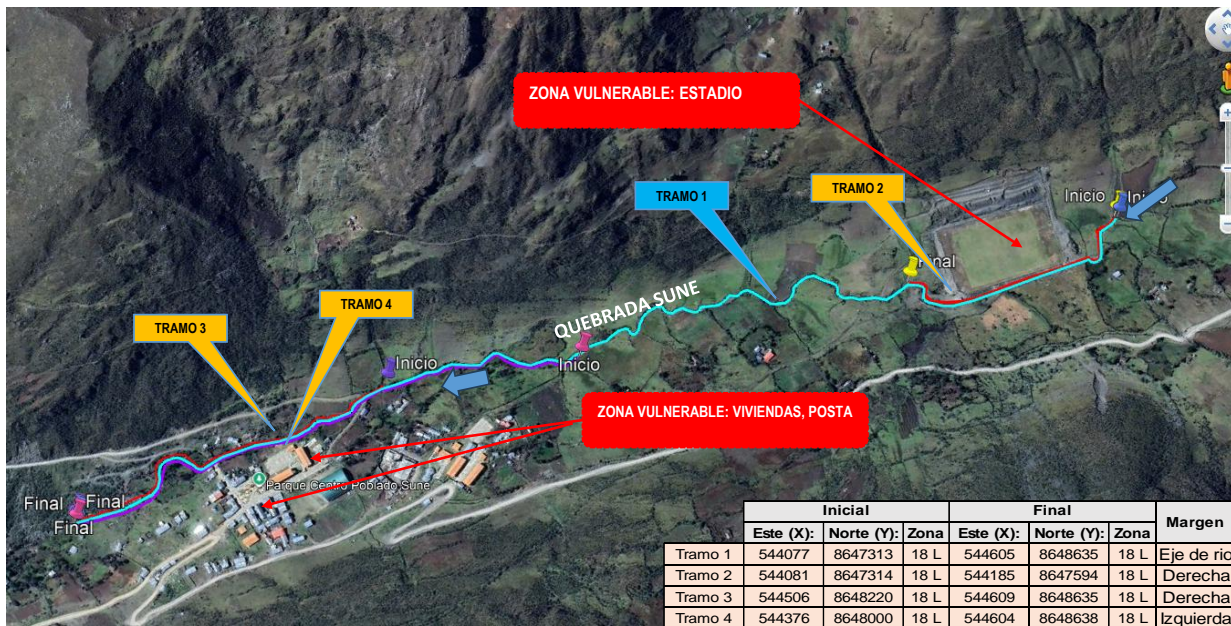 ZONA VULNERABLE: ESTADIO
TRAMO 1
TRAMO 2
Inicio
Inicio
Final
TRAMO 4
TRAMO 3
QUEBRADA SUNE
Inicio
Inicio
ZONA VULNERABLE: VIVIENDAS, POSTA
Parque Centro Poblado Sune
Final
Final
Final
Inicial Final Margen
Este (X): Norte (Y): Zona Este (X): Norte (Y): Zona
Tramo 1 544077 8647313 18 L 544605 8648635 18 L Eje de rio
Tramo 2 544081 8647314 18 L 544185 8647594 18 L Derecha
Tramo 3 544506 8648220 18 L 544609 8648635 18 L Derecha
Tramo 4 544376 8648000 18 L 544604 8648638 18 L Izquierda